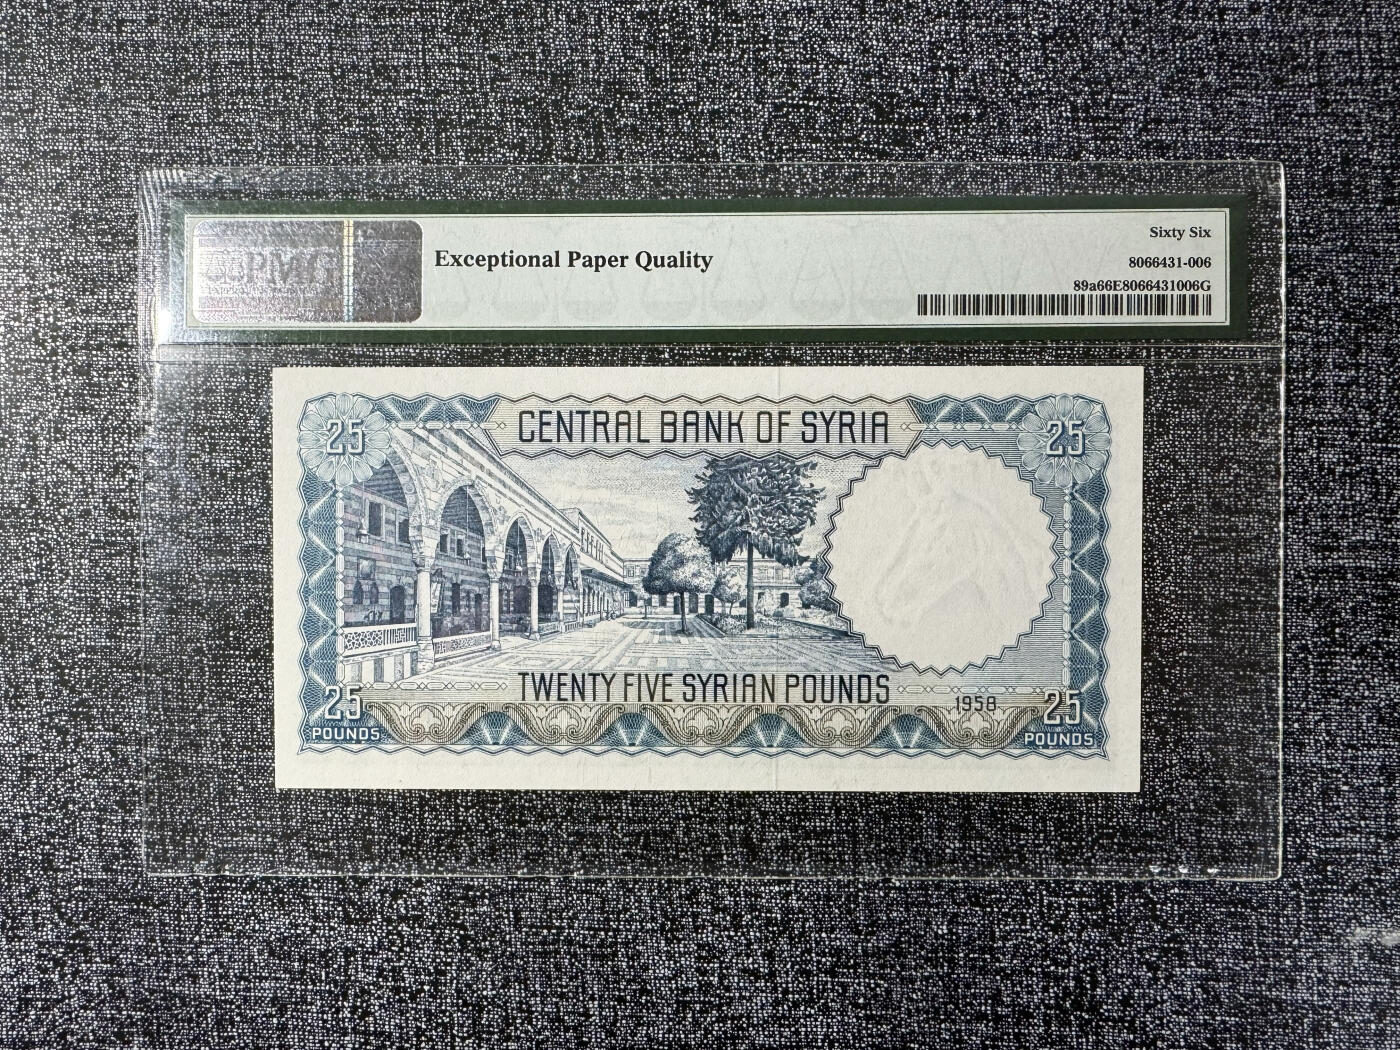 PMG
Exceptional Paper Quality
Sixty Six
8066431-006
89a66E8066431006G
25
CENTRAL BANK OF SYRIA
25
TWENTY FIVE SYRIAN POUNDS
1958
25
POUNDS
25
POUNDS